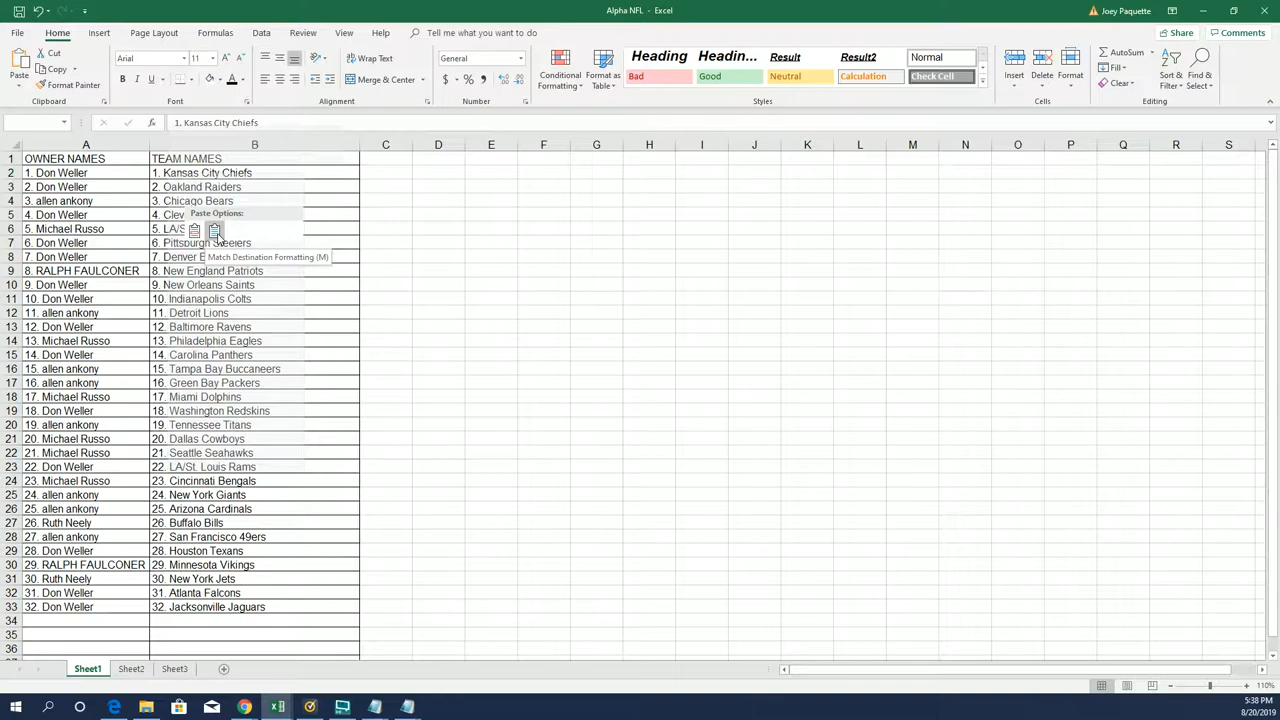 Alpha NFL - Excel
Joey Paquette
File Home Insert Page Layout Formulas Data Review View Help Tell me what you want to do
Share Comments
Paste
Cut
Copy
Format Painter
Clipboard
Arial 11
B I U
Font
Wrap Text
Merge & Center
Alignment
General
$ % 9
Number
Conditional Formatting
Format as Table
Heading Headin... Result Result2 Normal
Bad Good Neutral Calculation Check Cell
Styles
Insert Delete Format
Cells
AutoSum
Fill
Clear
Sort & Filter
Find & Select
Editing
fx 1. Kansas City Chiefs
A B C D E F G H I J K L M N O P Q R S
1 OWNER NAMES TEAM NAMES
2 1. Don Weller 1. Kansas City Chiefs
3 2. Don Weller 2. Oakland Raiders
4 3. allen ankony 3. Chicago Bears
5 4. Don Weller 4. Clev
Paste Options:
6 5. Michael Russo 5. LA/S
7 6. Don Weller 6. Pittsburgh Steelers
8 7. Don Weller 7. Denver B
Match Destination Formatting (M)
9 8. RALPH FAULCONER 8. New England Patriots
10 9. Don Weller 9. New Orleans Saints
11 10. Don Weller 10. Indianapolis Colts
12 11. allen ankony 11. Detroit Lions
13 12. Don Weller 12. Baltimore Ravens
14 13. Michael Russo 13. Philadelphia Eagles
15 14. Don Weller 14. Carolina Panthers
16 15. allen ankony 15. Tampa Bay Buccaneers
17 16. allen ankony 16. Green Bay Packers
18 17. Michael Russo 17. Miami Dolphins
19 18. Don Weller 18. Washington Redskins
20 19. allen ankony 19. Tennessee Titans
21 20. Michael Russo 20. Dallas Cowboys
22 21. Michael Russo 21. Seattle Seahawks
23 22. Don Weller 22. LA/St. Louis Rams
24 23. Michael Russo 23. Cincinnati Bengals
25 24. allen ankony 24. New York Giants
26 25. allen ankony 25. Arizona Cardinals
27 26. Ruth Neely 26. Buffalo Bills
28 27. allen ankony 27. San Francisco 49ers
29 28. Don Weller 28. Houston Texans
30 29. RALPH FAULCONER 29. Minnesota Vikings
31 30. Ruth Neely 30. New York Jets
32 31. Don Weller 31. Atlanta Falcons
33 32. Don Weller 32. Jacksonville Jaguars
34
35
36
Sheet1 Sheet2 Sheet3
110%
5:38 PM
8/20/2019